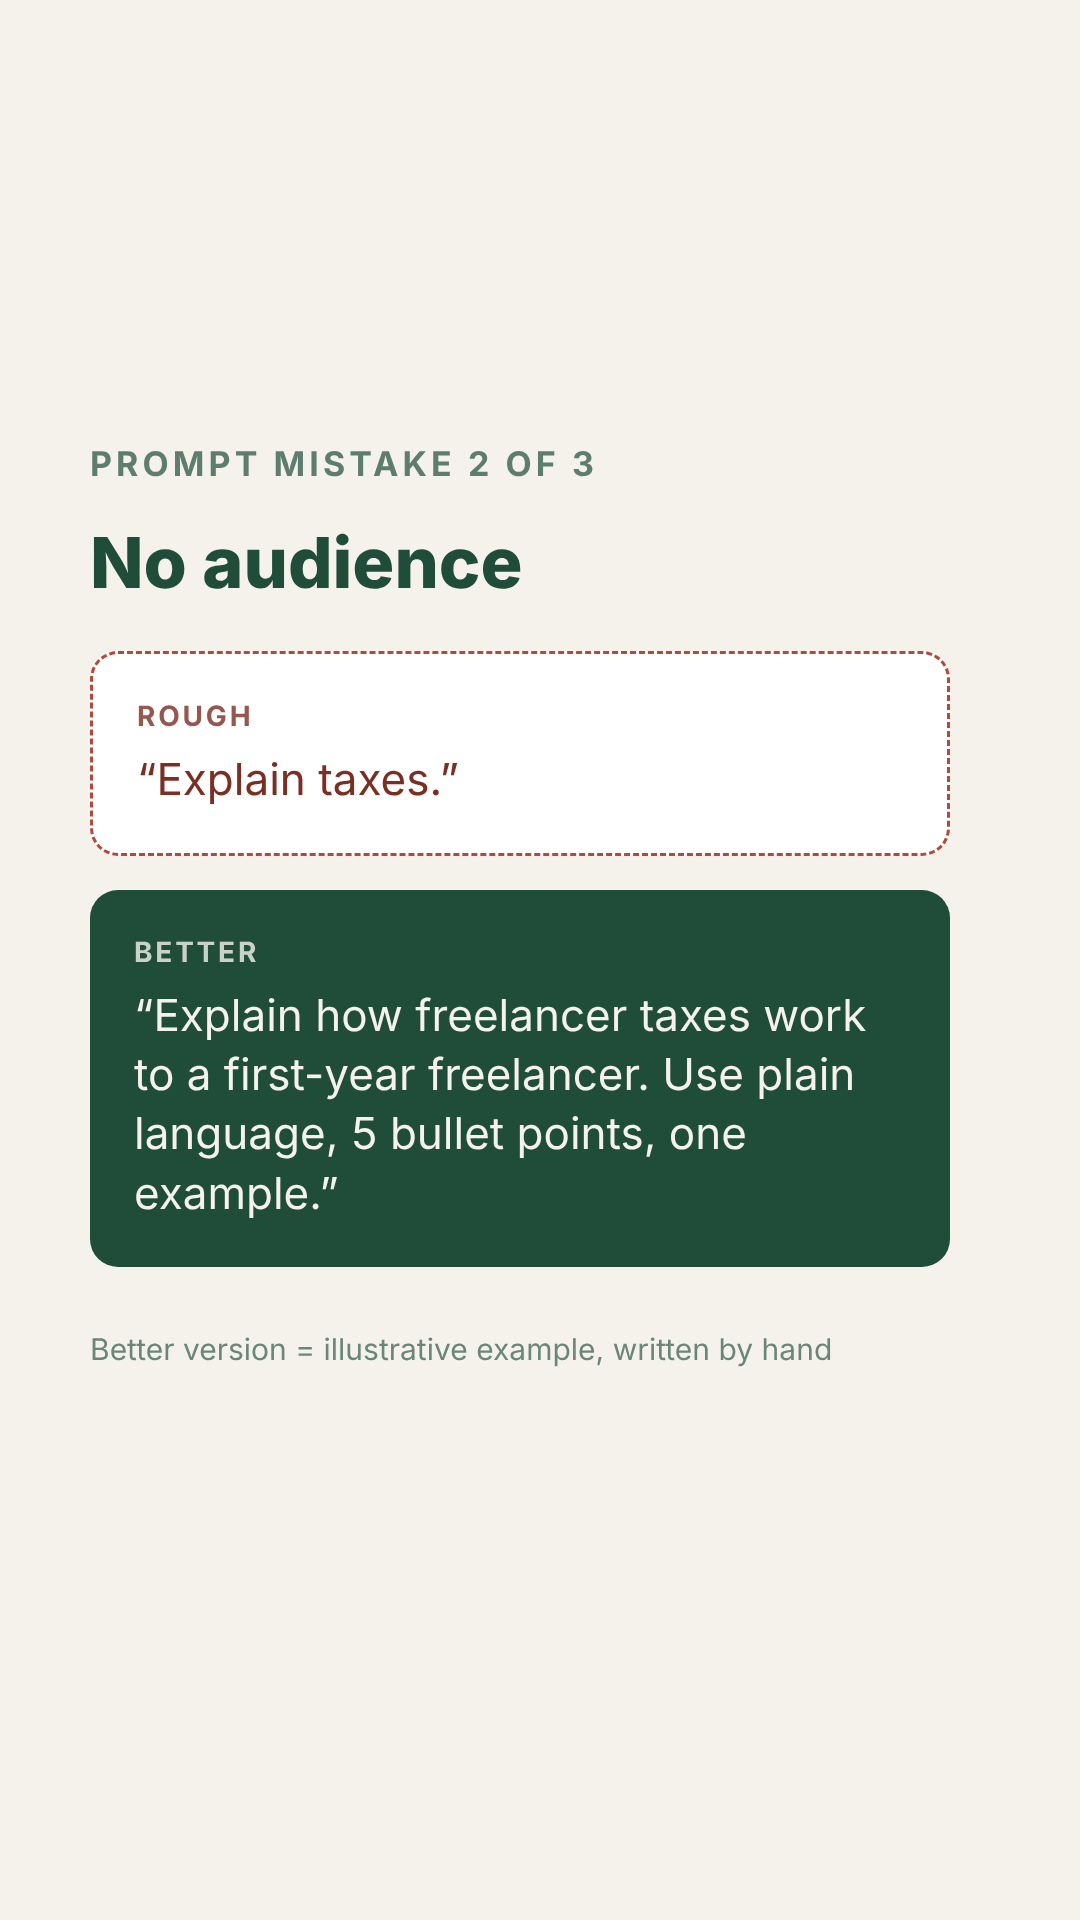 PROMPT MISTAKE 2 OF 3
No audience
ROUGH
“Explain taxes.”
BETTER
“Explain how freelancer taxes work
to a first-year freelancer. Use plain
language, 5 bullet points, one
example.”
Better version = illustrative example, written by hand